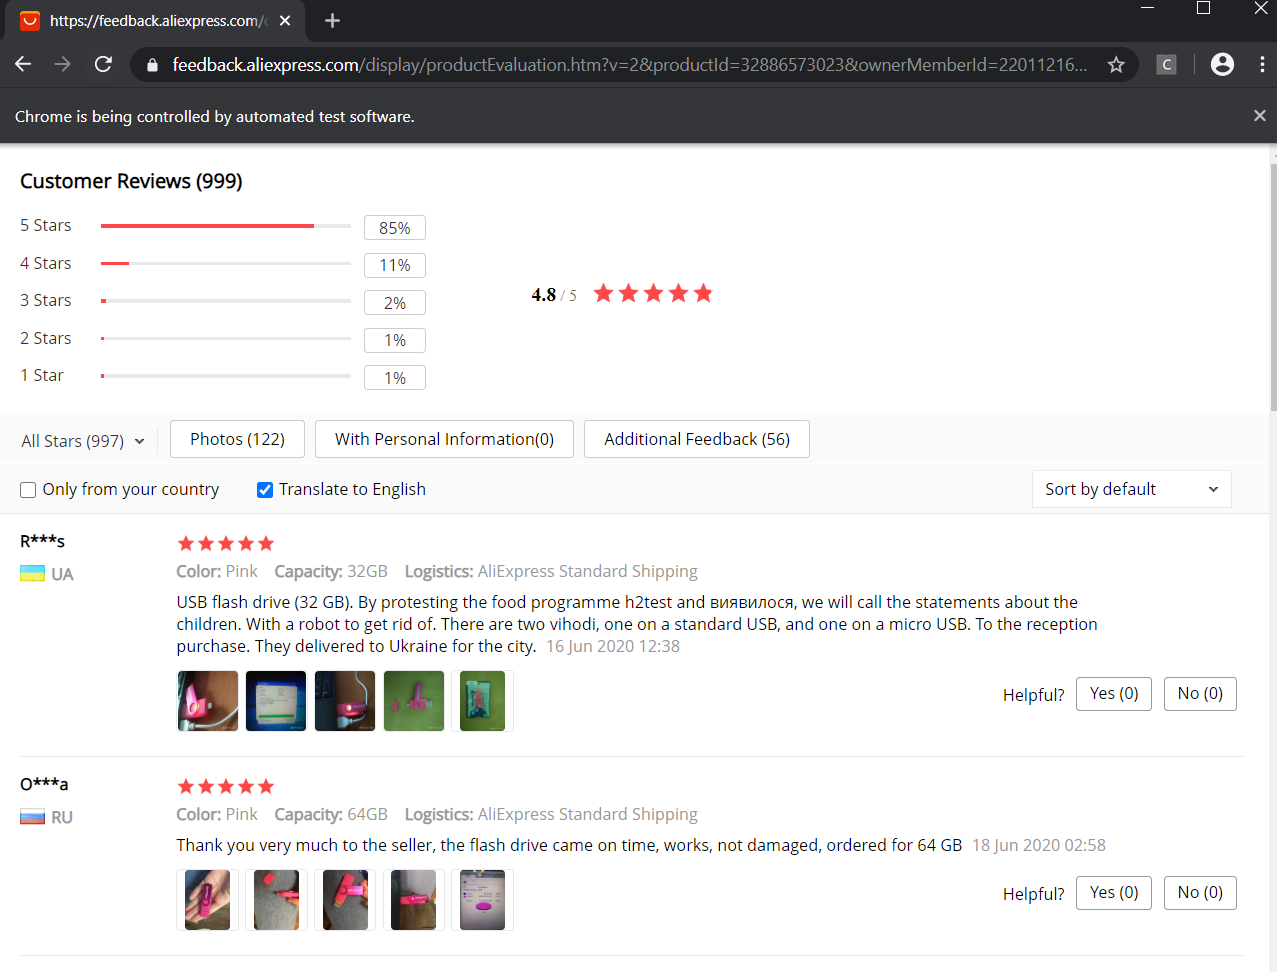 https://feedback.aliexpress.com/
feedback.aliexpress.com/display/productEvaluation.htm?v=2&productId=32886573023&ownerMemberId=22011216...
C
Chrome is being controlled by automated test software.
Customer Reviews (999)
5 Stars 85%
4 Stars 11%
3 Stars 2%
2 Stars 1%
1 Star 1%
4.8 / 5
All Stars (997) Photos (122) With Personal Information(0) Additional Feedback (56)
Only from your country Translate to English Sort by default
R***s
UA
Color: Pink Capacity: 32GB Logistics: AliExpress Standard Shipping
USB flash drive (32 GB). By protesting the food programme h2test and виявилося, we will call the statements about the
children. With a robot to get rid of. There are two vihodi, one on a standard USB, and one on a micro USB. To the reception
purchase. They delivered to Ukraine for the city. 16 Jun 2020 12:38
Helpful? Yes (0) No (0)
O***a
RU
Color: Pink Capacity: 64GB Logistics: AliExpress Standard Shipping
Thank you very much to the seller, the flash drive came on time, works, not damaged, ordered for 64 GB 18 Jun 2020 02:58
Helpful? Yes (0) No (0)